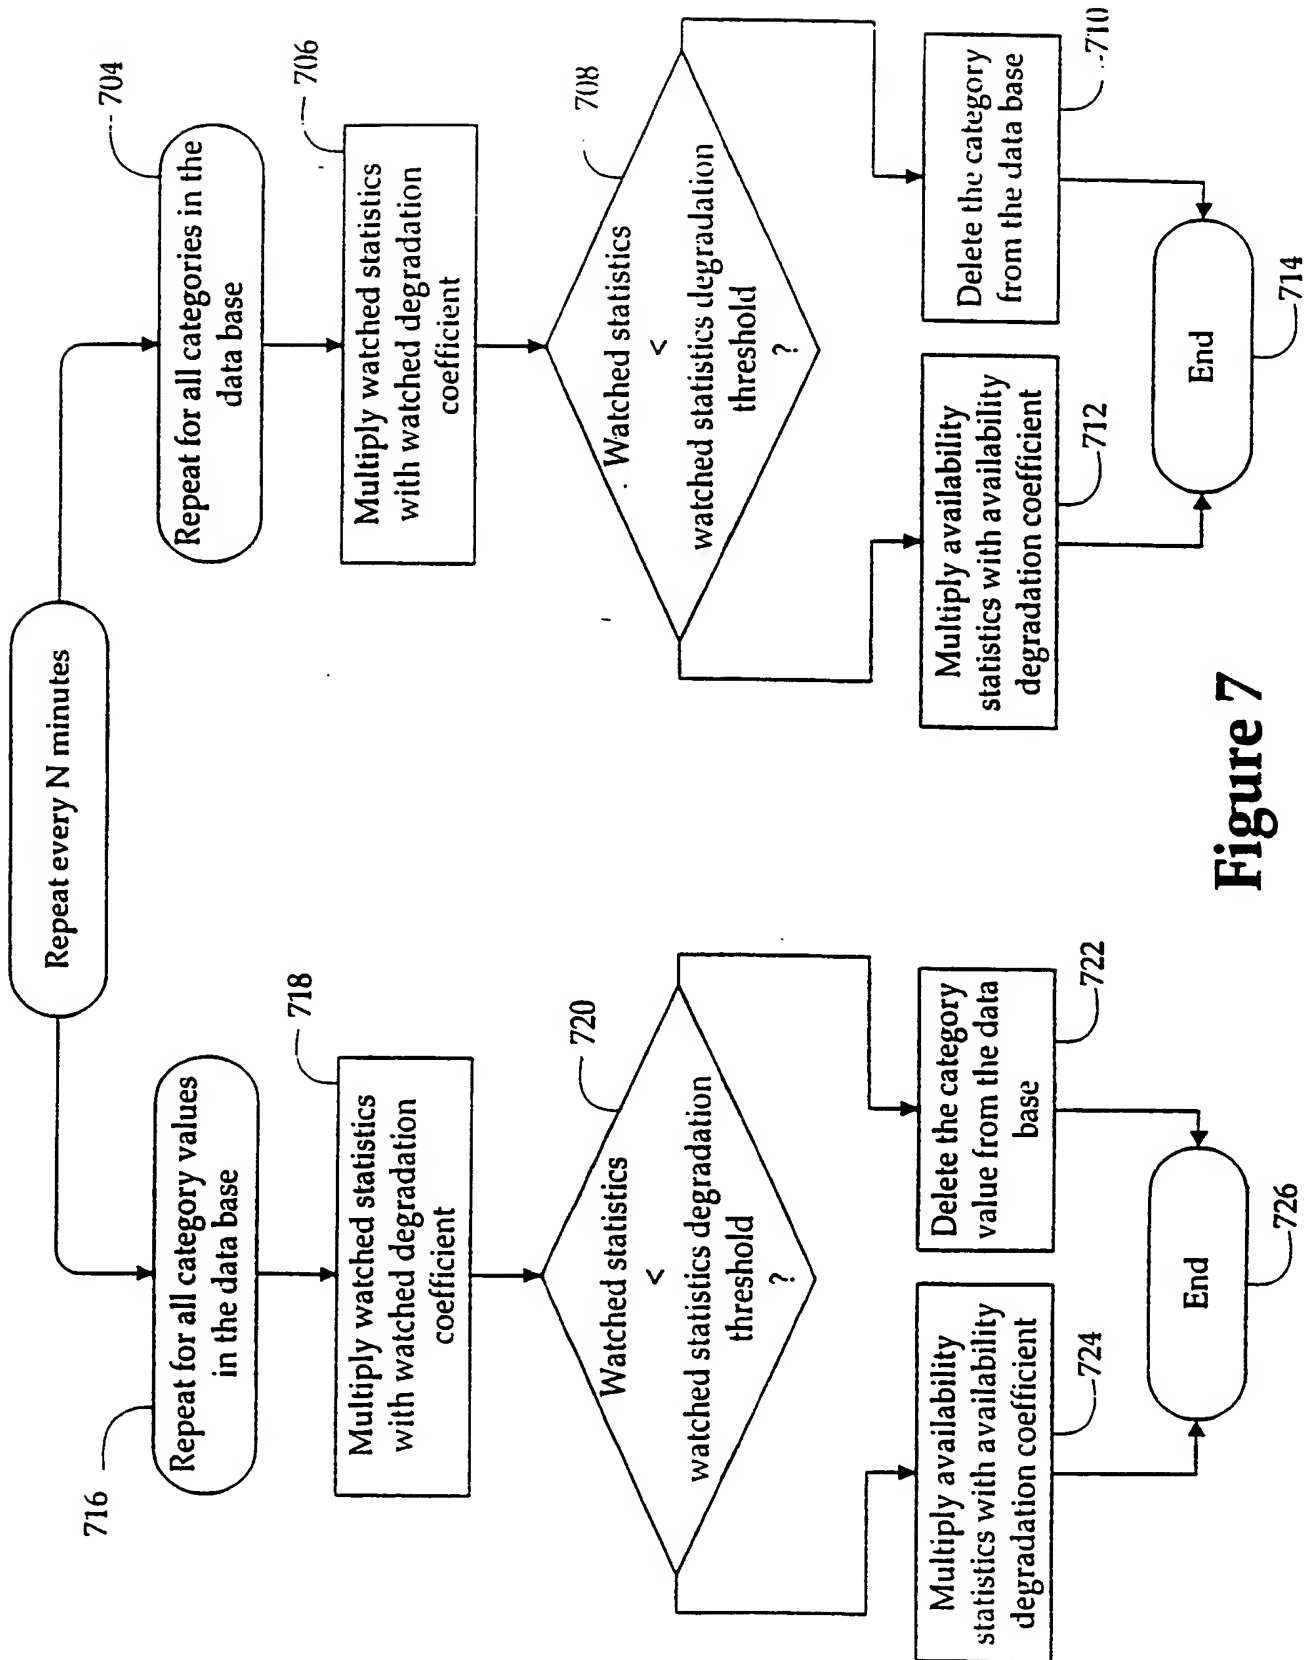 Repeat every N minutes
716
Repeat for all category values
in the data base
718
Multiply watched statistics
with watched degradation
coefficient
720
Watched statistics
<
watched statistics degradation
threshold
?
Multiply availability
statistics with availability
degradation coefficient
724
Delete the category
value from the data
base
722
End
726
704
Repeat for all categories in the
data base
706
Multiply watched statistics
with watched degradation
coefficient
708
Watched statistics
<
watched statistics degradation
threshold
?
Multiply availability
statistics with availability
degradation coefficient
712
Delete the category
from the data base
710
End
714
Figure 7